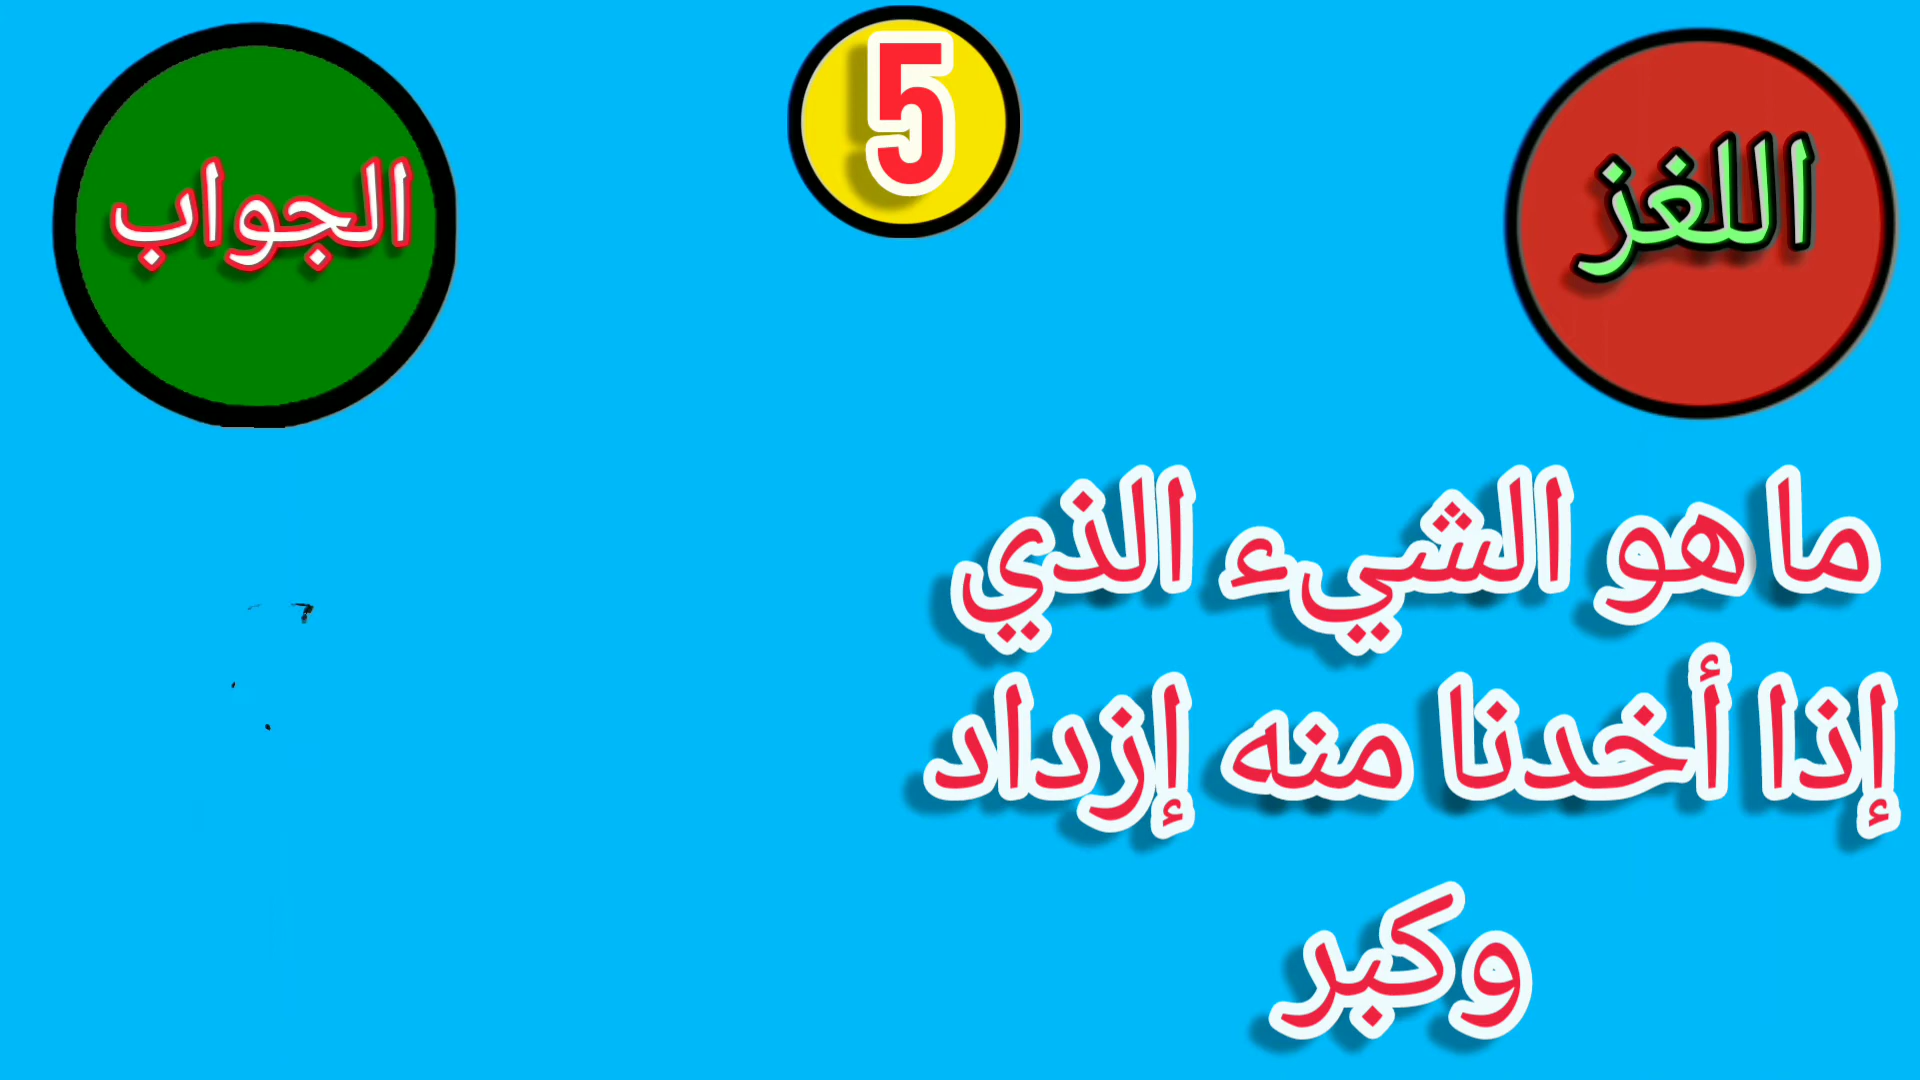 اللغز
5
الجواب
ما هو الشيء الذي
إذا أخدنا منه إزداد
وكبر